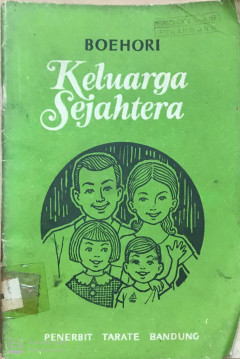 BOEHORI
Keluarga
Sejahtera
PENERBIT TARATE BANDUNG